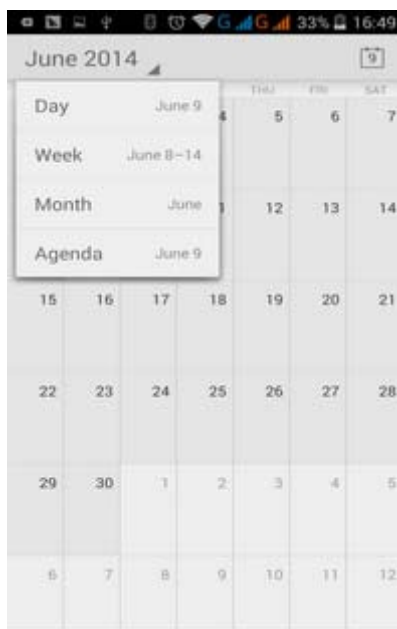 G G 33% 16:49
June 2014 9
THU FRI SAT
Day June 9 4 5 6 7
Week June 8–14
Month June 12 13 14
Agenda June 9
15 16 17 18 19 20 21
22 23 24 25 26 27 28
29 30 1 2 3 4 5
6 7 8 9 10 11 12